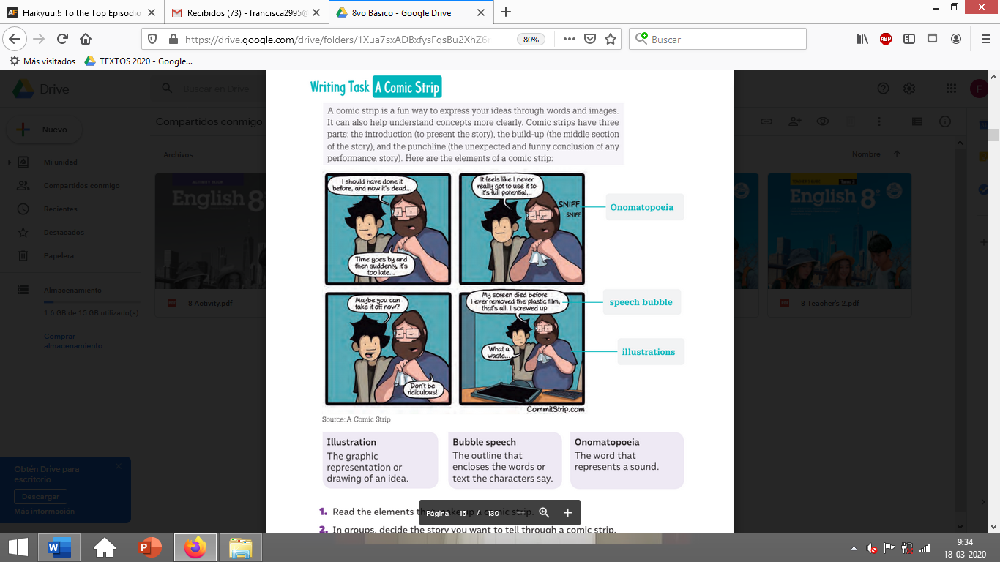 Haikyuu!!: To the Top Episodio
Recibidos (73) - francisca2995@
8vo Básico - Google Drive
https://drive.google.com/drive/folders/1Xua7sxADBxfysFqsBu2XhZ6
80%
Buscar
Más visitados
TEXTOS 2020 - Google...
Drive
Buscar en Drive
Nuevo
Compartidos conmigo
Mi unidad
Compartidos conmigo
Recientes
Destacados
Papelera
Almacenamiento
1.6 GB de 15 GB utilizado(a)
Comprar
almacenamiento
Archivos
Nombre
ACTIVITY BOOK
English 8°
8 Activity.pdf
TEACHER'S BOOK
Tomo 2
English 8°
8 Teacher's 2.pdf
Writing Task A Comic Strip
A comic strip is a fun way to express your ideas through words and images.
It can also help understand concepts more clearly. Comic strips have three
parts: the introduction (to present the story), the build-up (the middle section
of the story), and the punchline (the unexpected and funny conclusion of any
performance, story). Here are the elements of a comic strip:
I should have done it
before, and now it's dead...
Time goes by and
then suddenly, it's
too late...
It feels like I never
really got to use it to
it's full potential...
SNIFF
SNIFF
Onomatopoeia
Maybe you can
take it off now?
Don't be
ridiculous!
My screen died before
I ever removed the plastic film,
that's all. I screwed up
What a
waste...
speech bubble
illustrations
CommitStrip.com
Source: A Comic Strip
Illustration
The graphic
representation or
drawing of an idea.
Bubble speech
The outline that
encloses the words or
text the characters say.
Onomatopoeia
The word that
represents a sound.
1. Read the elements that make up a comic strip.
2. In groups, decide the story you want to tell through a comic strip.
Página 15 / 130
Obtén Drive para
escritorio
Descargar
Más información
9:34
18-03-2020